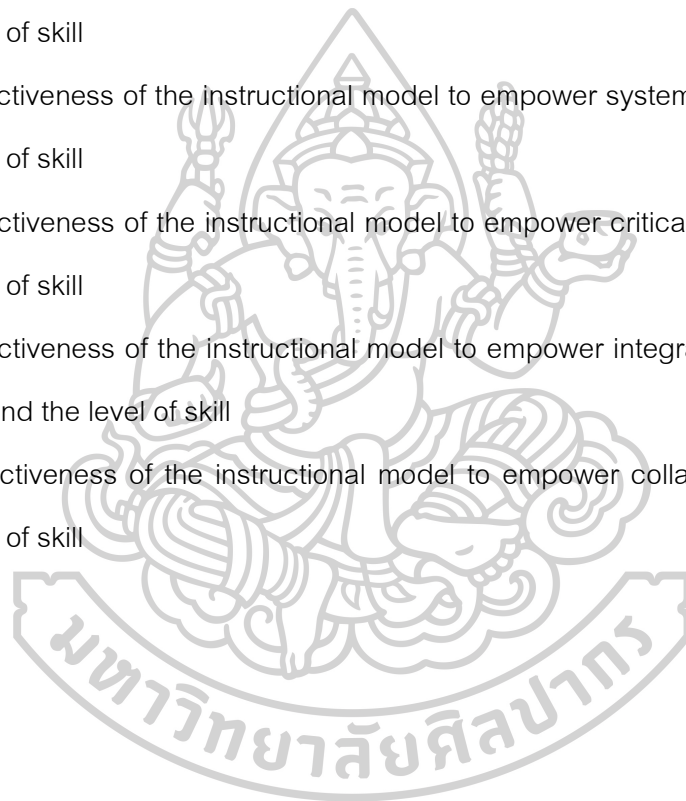 of skill
ctiveness of the instructional model to empower system
of skill
ctiveness of the instructional model to empower critica
of skill
ctiveness of the instructional model to empower integra
nd the level of skill
ctiveness of the instructional model to empower colla
of skill
มหาวิทยาลัยศิลปากร